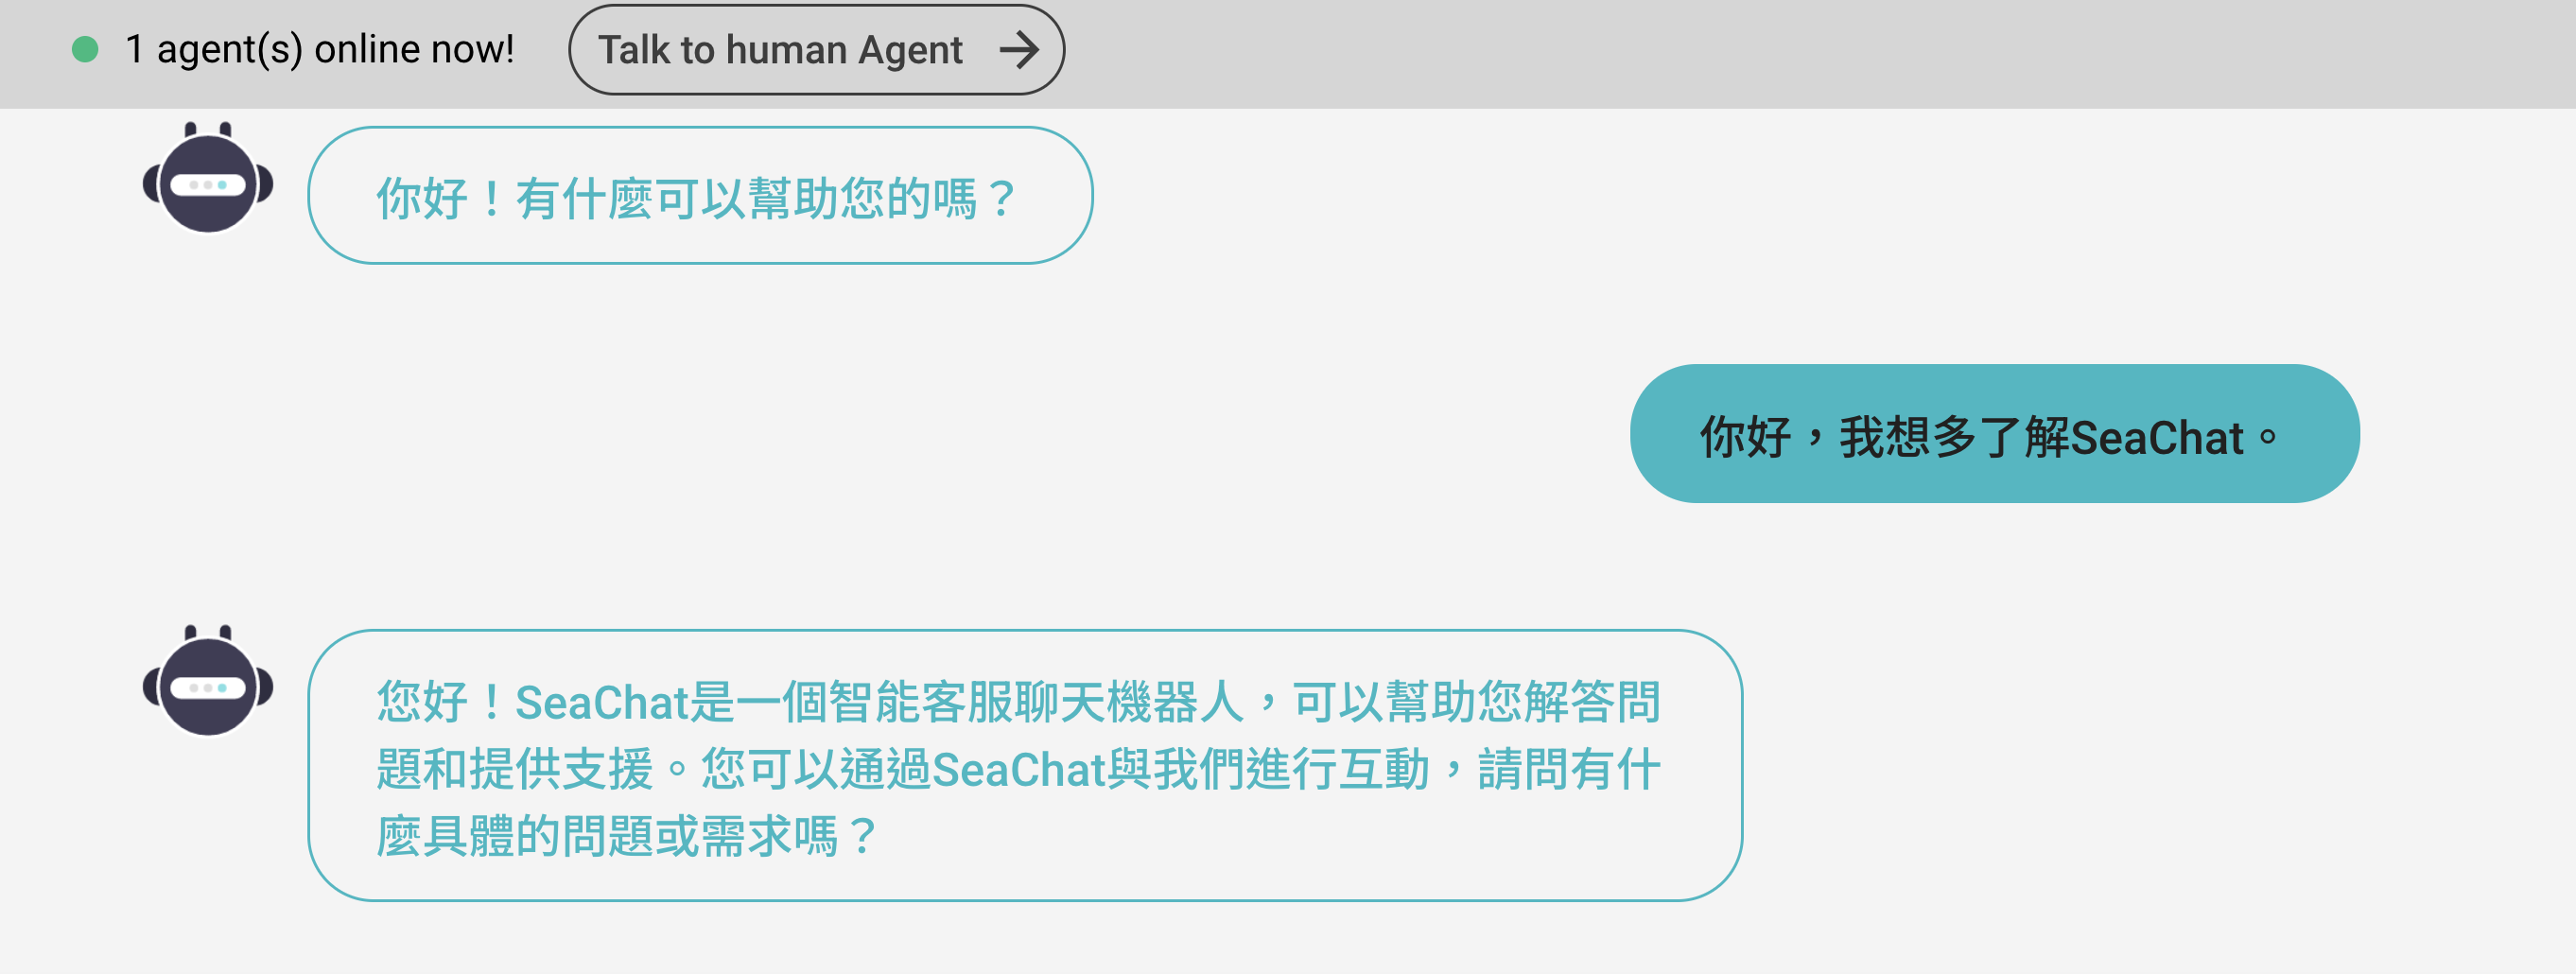 1 agent(s) online now!
Talk to human Agent →
你好！有什麼可以幫助您的嗎？
你好，我想多了解SeaChat。
您好！SeaChat是一個智能客服聊天機器人，可以幫助您解答問
題和提供支援。您可以通過SeaChat與我們進行互動，請問有什
麼具體的問題或需求嗎？